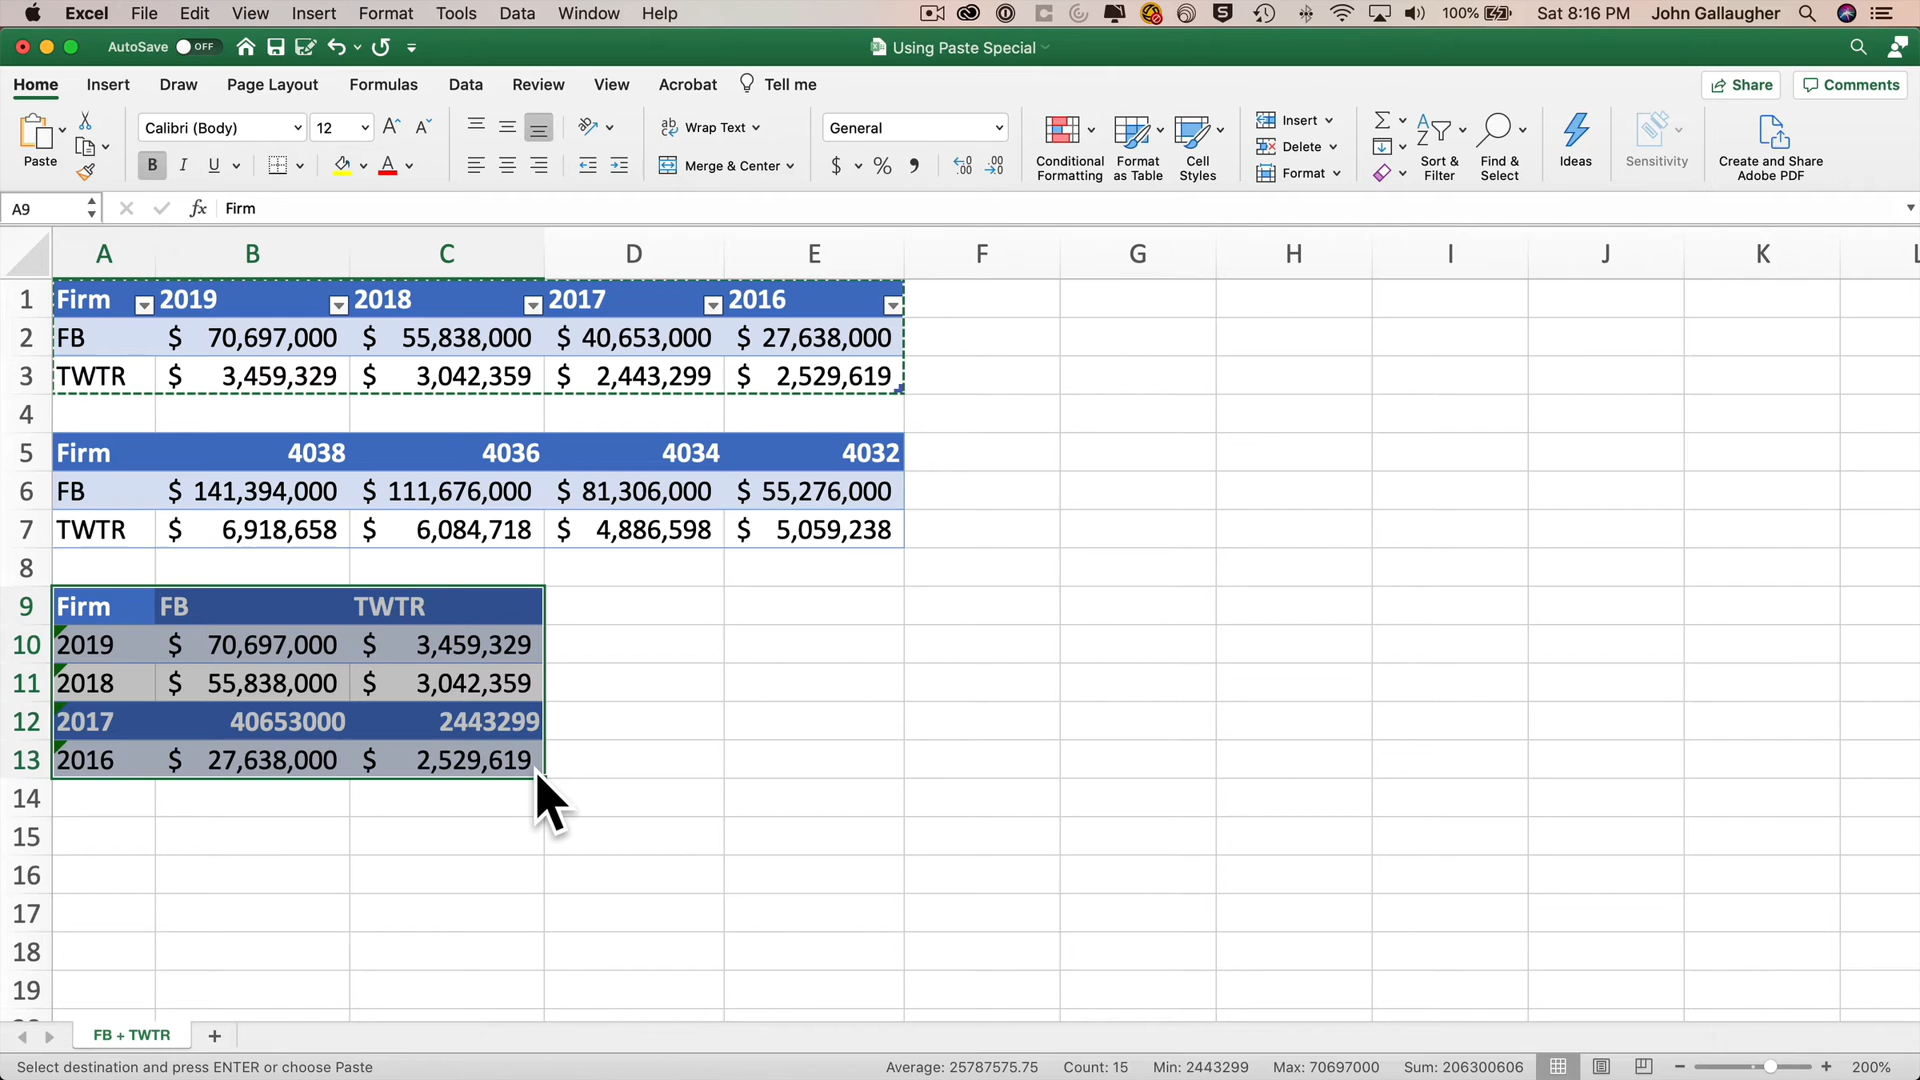 Excel File Edit View Insert Format Tools Data Window Help 100% Sat 8:16 PM John Gallaugher
AutoSave OFF Using Paste Special
Home Insert Draw Page Layout Formulas Data Review View Acrobat Tell me Share Comments
Paste Calibri (Body) 12 Wrap Text General Conditional Formatting Format as Table Cell Styles Insert Sort & Filter Find & Select Ideas Sensitivity Create and Share Adobe PDF
B I U Merge & Center $ % Delete
Format
A9 fx Firm
A B C D E F G H I J K L
1 Firm 2019 2018 2017 2016
2 FB $ 70,697,000 $ 55,838,000 $ 40,653,000 $ 27,638,000
3 TWTR $ 3,459,329 $ 3,042,359 $ 2,443,299 $ 2,529,619
4
5 Firm 4038 4036 4034 4032
6 FB $ 141,394,000 $ 111,676,000 $ 81,306,000 $ 55,276,000
7 TWTR $ 6,918,658 $ 6,084,718 $ 4,886,598 $ 5,059,238
8
9 Firm FB TWTR
10 2019 $ 70,697,000 $ 3,459,329
11 2018 $ 55,838,000 $ 3,042,359
12 2017 40653000 2443299
13 2016 $ 27,638,000 $ 2,529,619
14
15
16
17
18
19
FB + TWTR
Select destination and press ENTER or choose Paste Average: 25787575.75 Count: 15 Min: 2443299 Max: 70697000 Sum: 206300606 200%